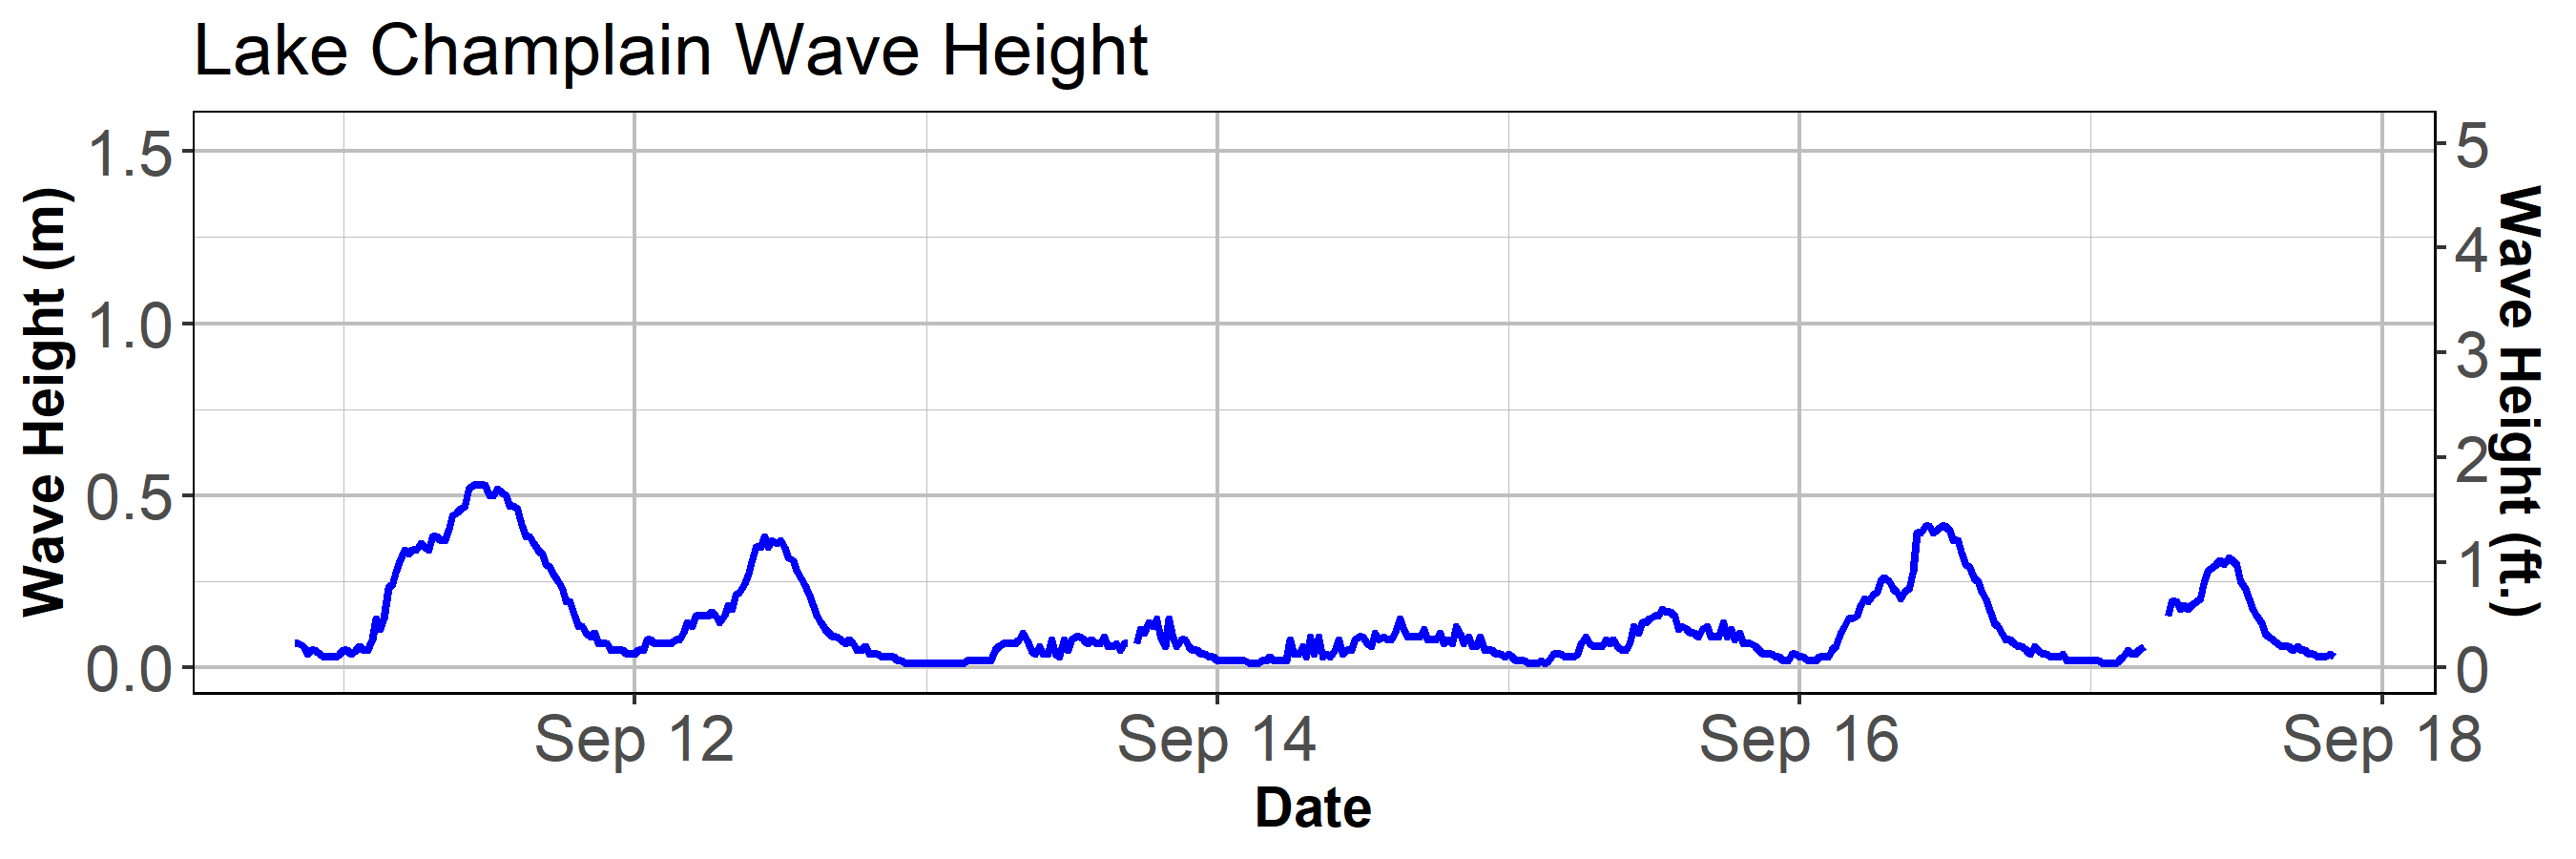 Lake Champlain Wave Height
Wave Height (m)
1.5
1.0
0.5
0.0
5
4
3
2
1
0
Wave Height (ft.)
Sep 12
Sep 14
Sep 16
Sep 18
Date